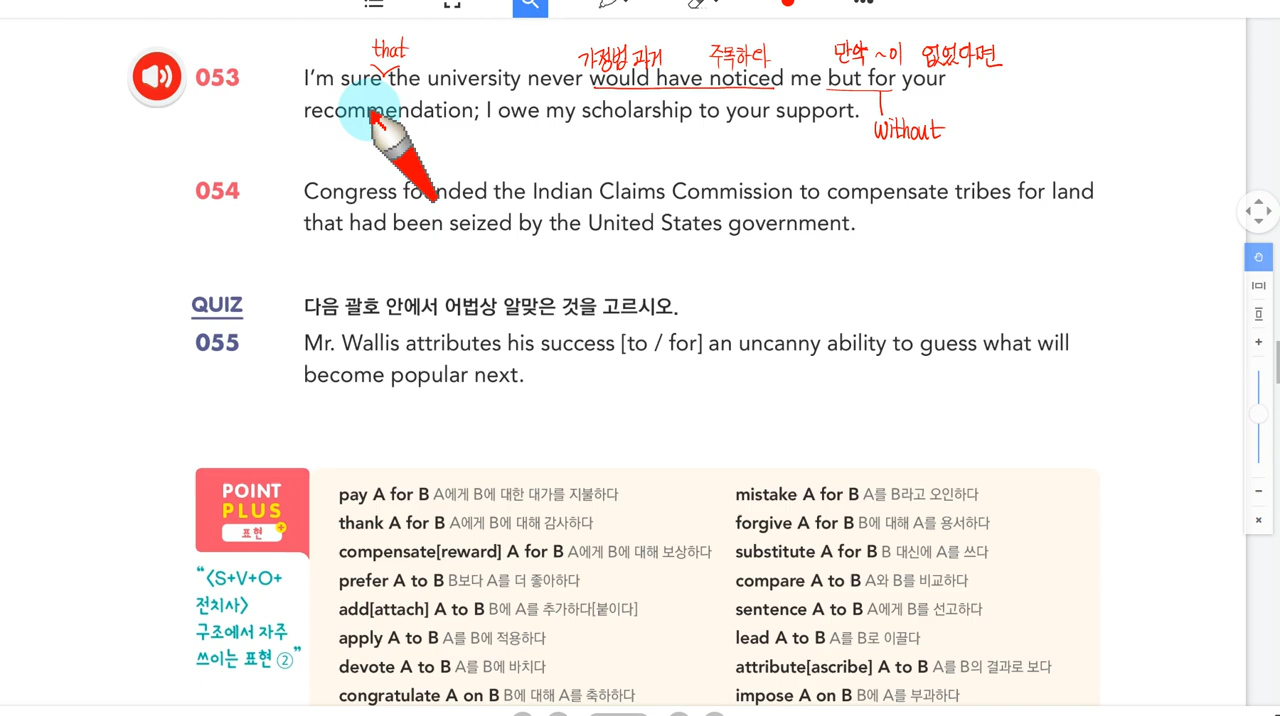 that 가정법 과거 주목하다 만약 ~이 없었다면
053 I'm sure the university never would have noticed me but for your
recommendation; I owe my scholarship to your support.
without
054 Congress founded the Indian Claims Commission to compensate tribes for land
that had been seized by the United States government.
QUIZ 다음 괄호 안에서 어법상 알맞은 것을 고르시오.
055 Mr. Wallis attributes his success [to / for] an uncanny ability to guess what will
become popular next.
POINT
PLUS
표현
“〈S+V+O+
전치사〉
구조에서 자주
쓰이는 표현 ②”
pay A for B A에게 B에 대한 대가를 지불하다
thank A for B A에게 B에 대해 감사하다
compensate[reward] A for B A에게 B에 대해 보상하다
prefer A to B B보다 A를 더 좋아하다
add[attach] A to B B에 A를 추가하다[붙이다]
apply A to B A를 B에 적용하다
devote A to B A를 B에 바치다
congratulate A on B B에 대해 A를 축하하다
mistake A for B A를 B라고 오인하다
forgive A for B B에 대해 A를 용서하다
substitute A for B B 대신에 A를 쓰다
compare A to B A와 B를 비교하다
sentence A to B A에게 B를 선고하다
lead A to B A를 B로 이끌다
attribute[ascribe] A to B A를 B의 결과로 보다
impose A on B B에 A를 부과하다